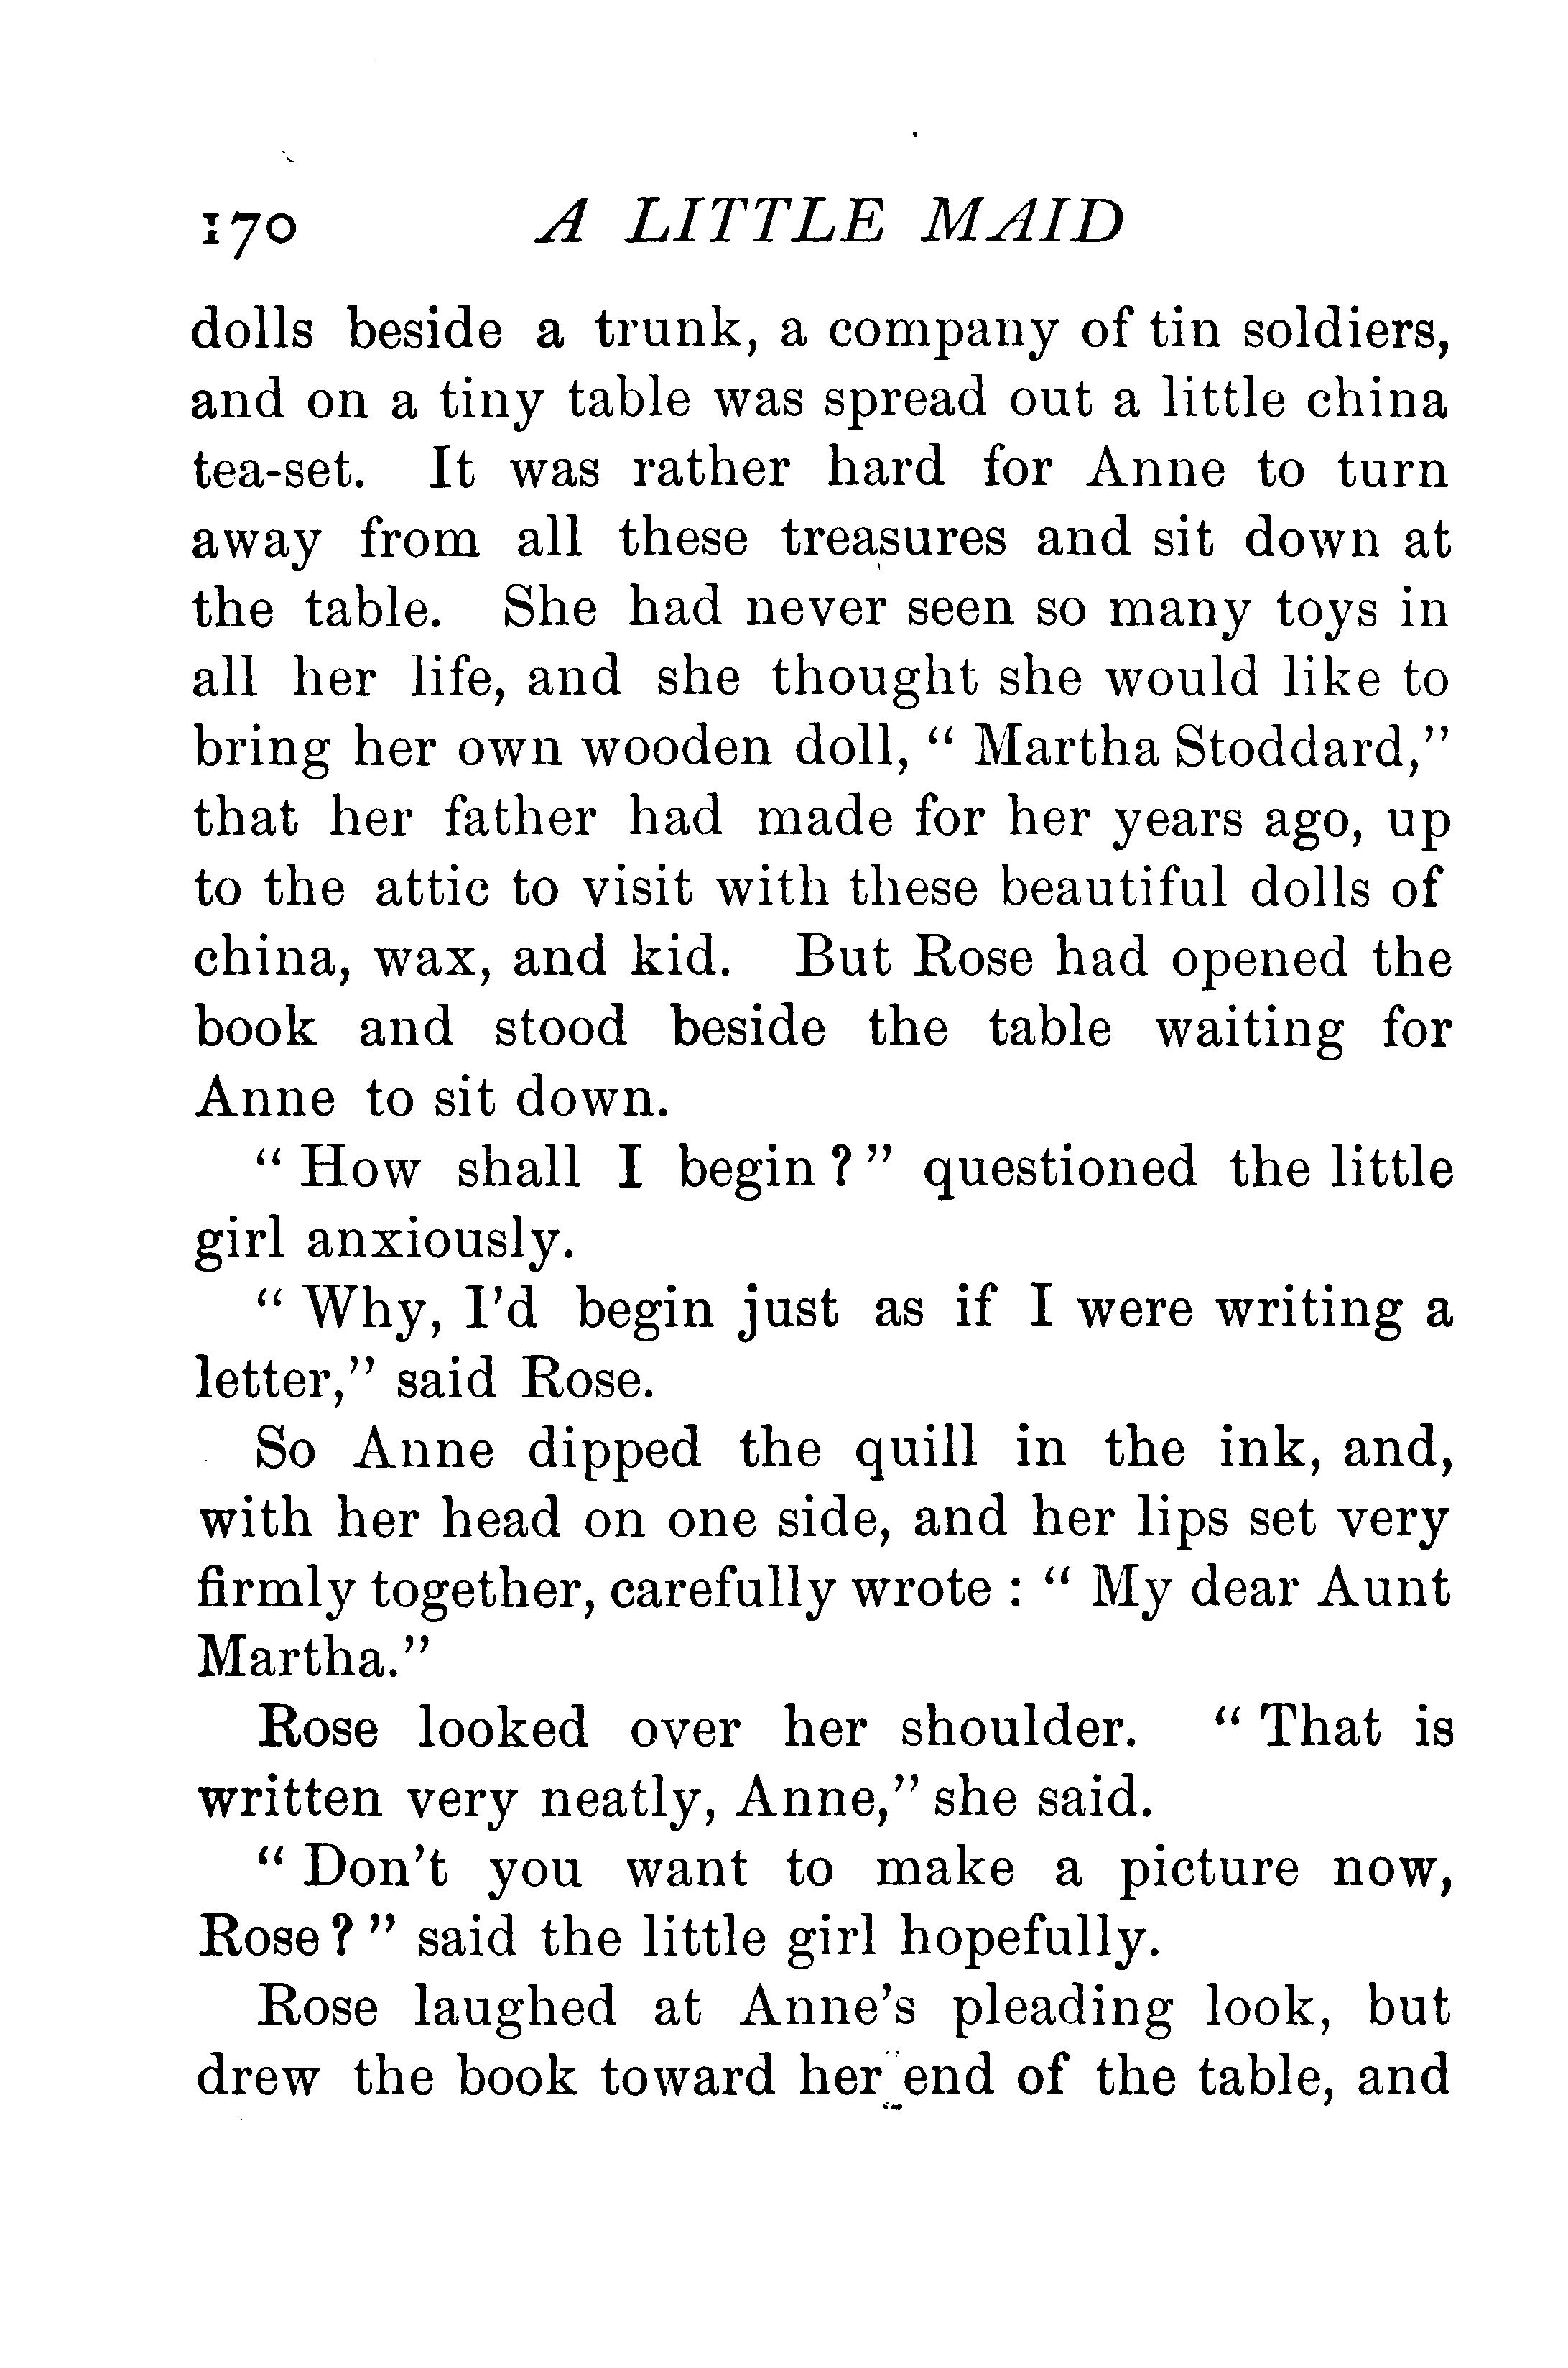 170 A LITTLE MAID
dolls beside a trunk, a company of tin soldiers,
and on a tiny table was spread out a little china
tea-set. It was rather hard for Anne to turn
away from all these treasures and sit down at
the table. She had never seen so many toys in
all her life, and she thought she would like to
bring her own wooden doll, “ Martha Stoddard,”
that her father had made for her years ago, up
to the attic to visit with these beautiful dolls of
china, wax, and kid. But Rose had opened the
book and stood beside the table waiting for
Anne to sit down.
“ How shall I begin ? ” questioned the little
girl anxiously.
“ Why, I’d begin just as if I were writing a
letter,” said Rose.
So Anne dipped the quill in the ink, and,
with her head on one side, and her lips set very
firmly together, carefully wrote : “ My dear Aunt
Martha.”
Rose looked over her shoulder. “ That is
written very neatly, Anne,” she said.
“ Don’t you want to make a picture now,
Rose ? ” said the little girl hopefully.
Rose laughed at Anne’s pleading look, but
drew the book toward her end of the table, and